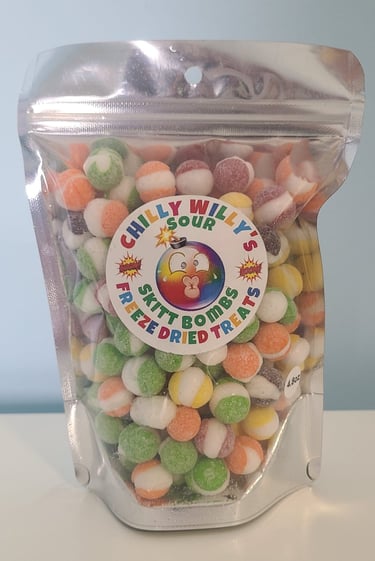 CHILLY WILLY'S
SOUR
SKITT BOMBS
FREEZE DRIED TREATS